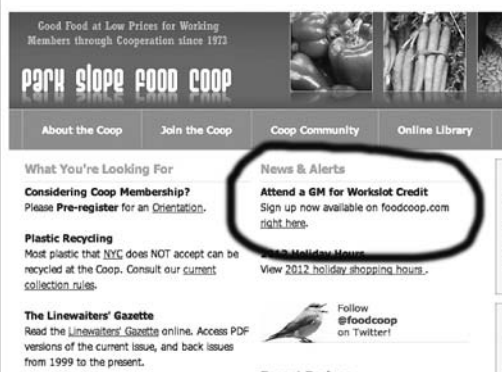 Good Food at Low Prices for Working
Members through Cooperation since 1973
PARK SLOPE FOOD COOP
About the Coop
Join the Coop
Coop Community
Online Library
What You're Looking For
Considering Coop Membership?
Please Pre-register for an Orientation.
Plastic Recycling
Most plastic that NYC does NOT accept can be
recycled at the Coop. Consult our current
collection rules.
The Linewaiters' Gazette
Read the Linewaiters' Gazette online. Access PDF
versions of the current issue, and back issues
from 1999 to the present.
News & Alerts
Attend a GM for Workslot Credit
Sign up now available on foodcoop.com
right here.
2012 Holiday Hours
View 2012 holiday shopping hours .
Follow
@foodcoop
on Twitter!